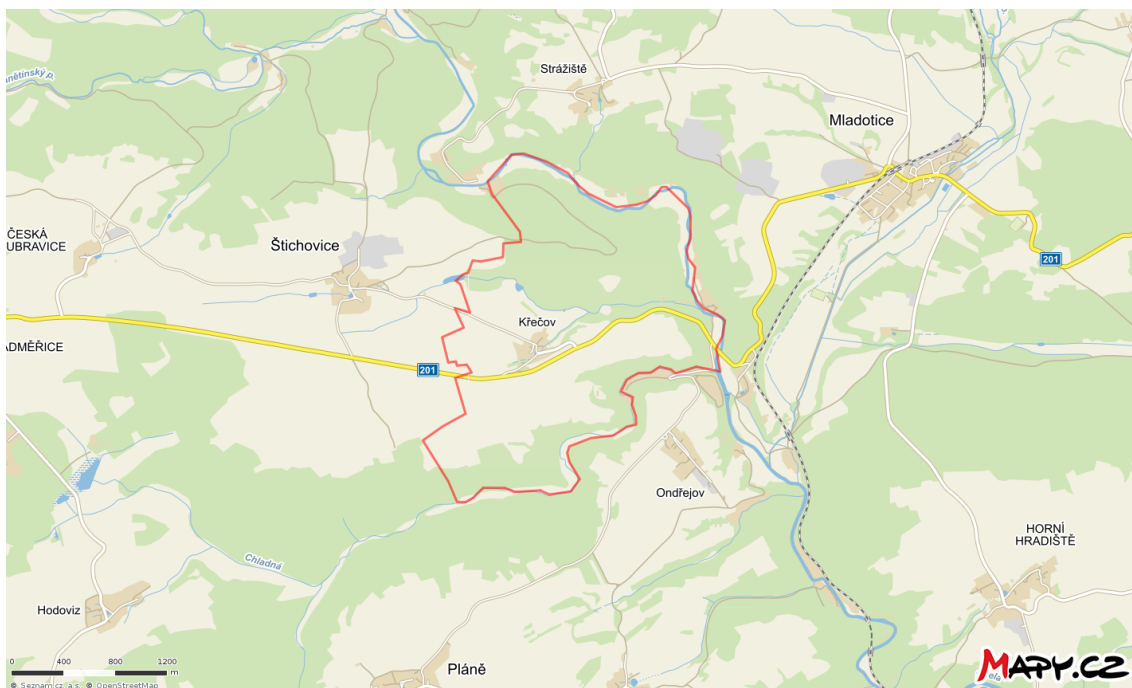 Strážiště
anětinský p.
Mladotice
ČESKÁ
UBRAVICE
Štichovice
201
Křečov
ADMĚŘICE
201
Ondřejov
HORNÍ
HRADIŠTĚ
Chladná
Hodoviz
Pláně
0 400 800 1200
m
© Seznam.cz, a.s. © OpenStreetMap
MAPY.CZ